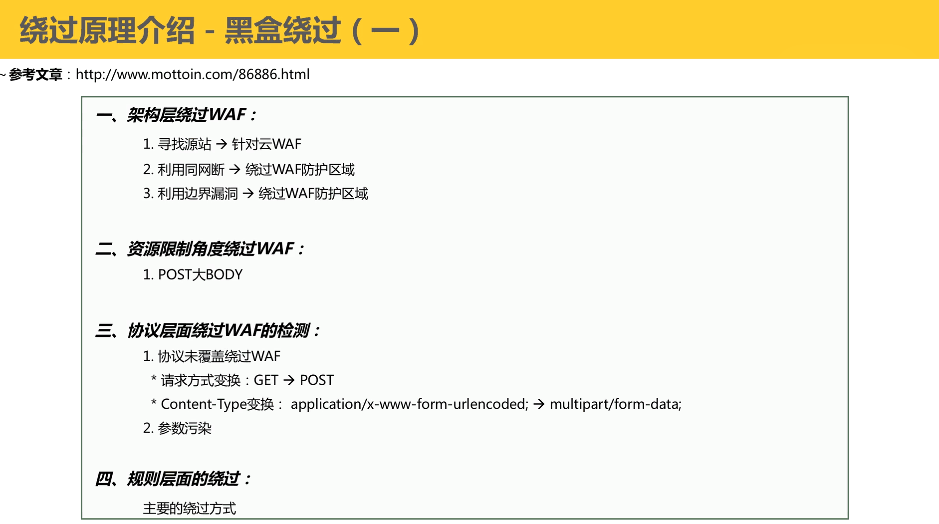 绕过原理介绍 - 黑盒绕过（一）
~ 参考文章：http://www.mottoin.com/86886.html
一、架构层绕过WAF：
1. 寻找源站 → 针对云WAF
2. 利用同网断 → 绕过WAF防护区域
3. 利用边界漏洞 → 绕过WAF防护区域
二、资源限制角度绕过WAF：
1. POST大BODY
三、协议层面绕过WAF的检测：
1. 协议未覆盖绕过WAF
* 请求方式变换：GET → POST
* Content-Type变换： application/x-www-form-urlencoded; → multipart/form-data;
2. 参数污染
四、规则层面的绕过：
主要的绕过方式